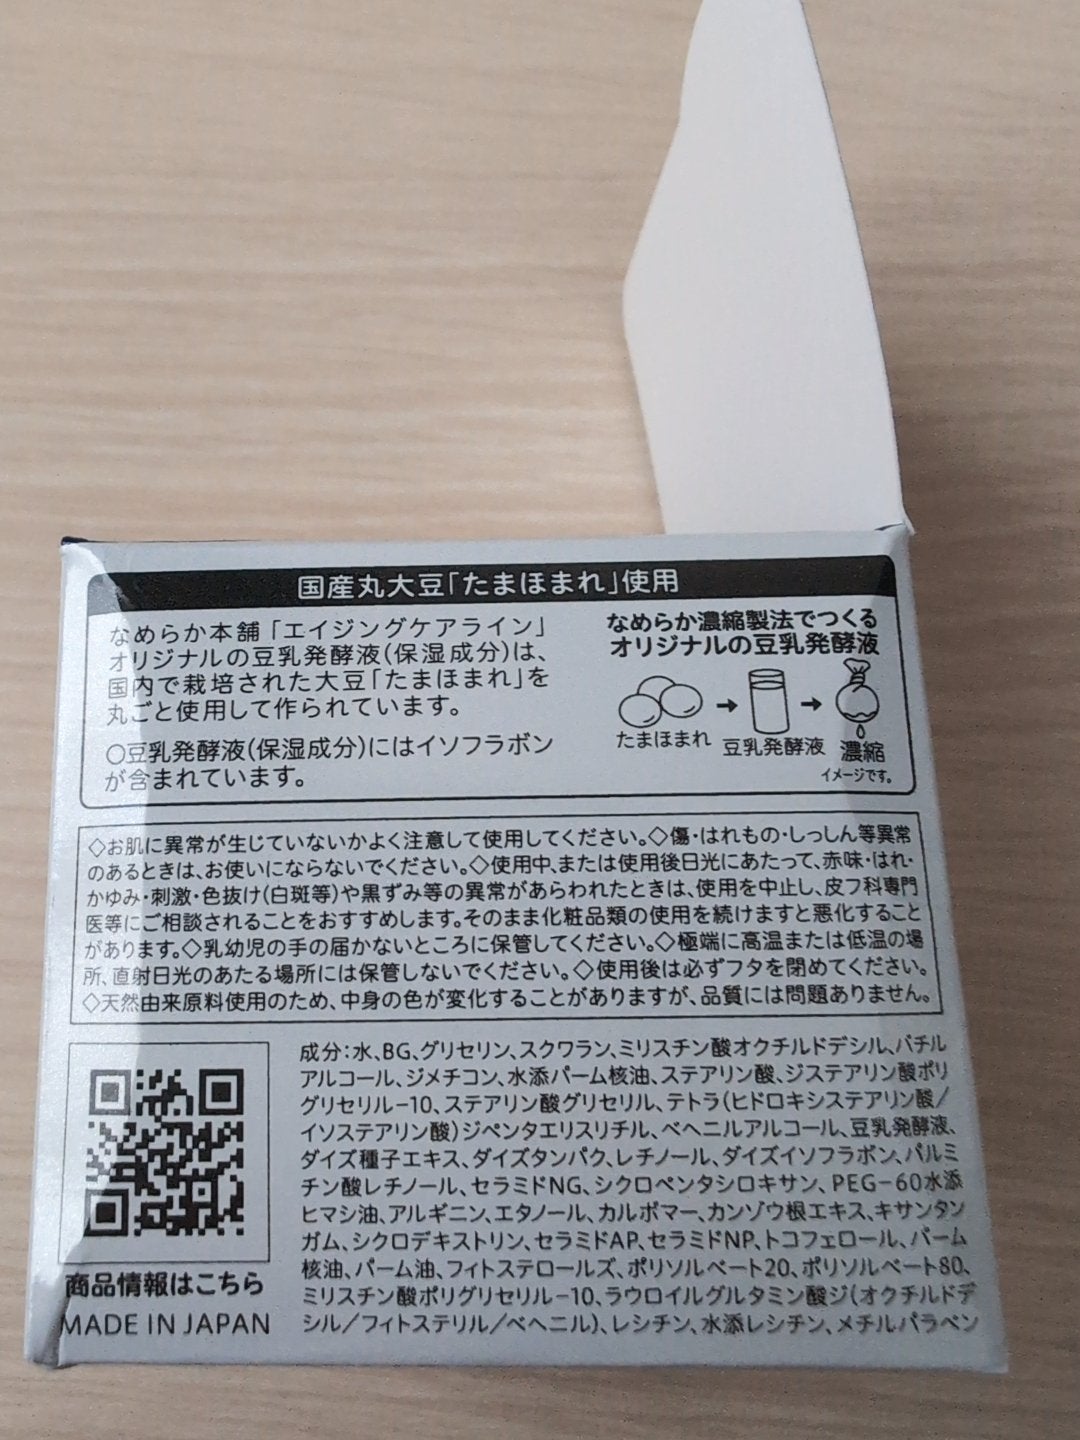 国産丸大豆「たまほまれ」使用
なめらか本舗「エイジングケアライン」
オリジナルの豆乳発酵液(保湿成分)は、
国内で栽培された大豆「たまほまれ」を
丸ごと使用して作られています。
○豆乳発酵液(保湿成分)にはイソフラボン
が含まれています。
なめらか濃縮製法でつくる
オリジナルの豆乳発酵液
たまほまれ
豆乳発酵液
濃縮
イメージです。
◇お肌に異常が生じていないかよく注意して使用してください。◇傷・はれもの・しっしん等異常
のあるときは、お使いにならないでください。◇使用中、または使用後日光にあたって、赤味・はれ・
かゆみ・刺激・色抜け(白斑等)や黒ずみ等の異常があらわれたときは、使用を中止し、皮フ科専門
医等にご相談されることをおすすめします。そのまま化粧品類の使用を続けますと悪化すること
があります。◇乳幼児の手の届かないところに保管してください。◇極端に高温または低温の場
所、直射日光のあたる場所には保管しないでください。◇使用後は必ずフタを閉めてください。
◇天然由来原料使用のため、中身の色が変化することがありますが、品質には問題ありません。
商品情報はこちら
MADE IN JAPAN
成分：水、BG、グリセリン、スクワラン、ミリスチン酸オクチルドデシル、バチル
アルコール、ジメチコン、水添パーム核油、ステアリン酸、ジステアリン酸ポリ
グリセリル-10、ステアリン酸グリセリル、テトラ(ヒドロキシステアリン酸/
イソステアリン酸)ジペンタエリスリチル、ベヘニルアルコール、豆乳発酵液、
ダイズ種子エキス、ダイズタンパク、レチノール、ダイズイソフラボン、パルミ
チン酸レチノール、セラミドNG、シクロペンタシロキサン、PEG-60水添
ヒマシ油、アルギニン、エタノール、カルボマー、カンゾウ根エキス、キサンタン
ガム、シクロデキストリン、セラミドAP、セラミドNP、トコフェロール、パーム
核油、パーム油、フィトステロールズ、ポリソルベート20、ポリソルベート80、
ミリスチン酸ポリグリセリル-10、ラウロイルグルタミン酸ジ(オクチルドデ
シル/フィトステリル/ベヘニル)、レシチン、水添レシチン、メチルパラベン